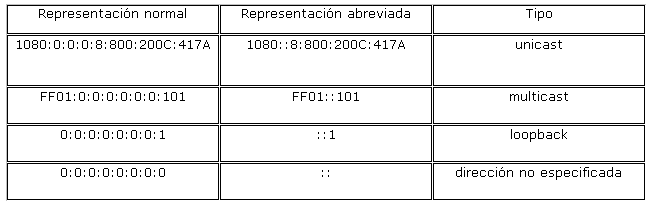 Representación normal Representación abreviada Tipo
1080:0:0:0:8:800:200C:417A 1080::8:800:200C:417A unicast
FF01:0:0:0:0:0:0:101 FF01::101 multicast
0:0:0:0:0:0:0:1 ::1 loopback
0:0:0:0:0:0:0:0 :: dirección no especificada